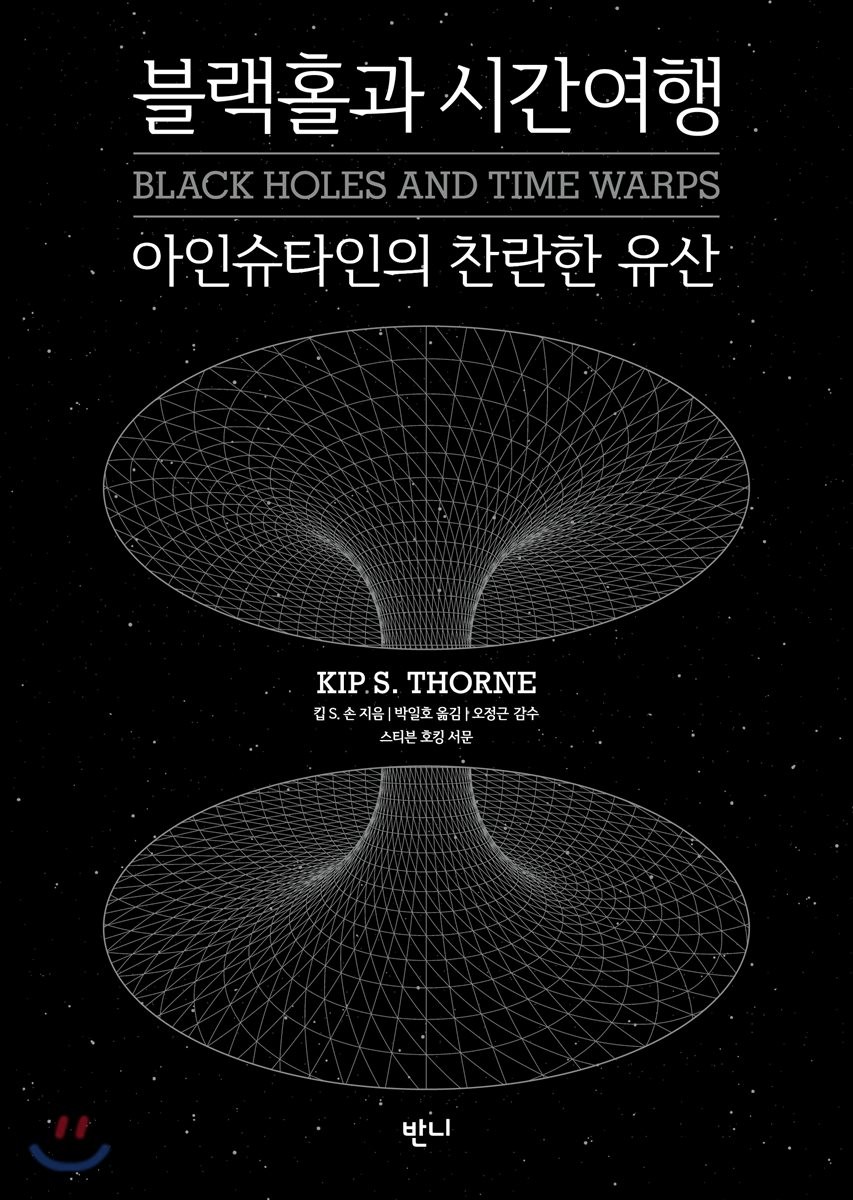 블랙홀과 시간여행
BLACK HOLES AND TIME WARPS
아인슈타인의 찬란한 유산
KIP S. THORNE
킵 S. 손 지음 | 박일호 옮김 | 오정근 감수
스티븐 호킹 서문
반니